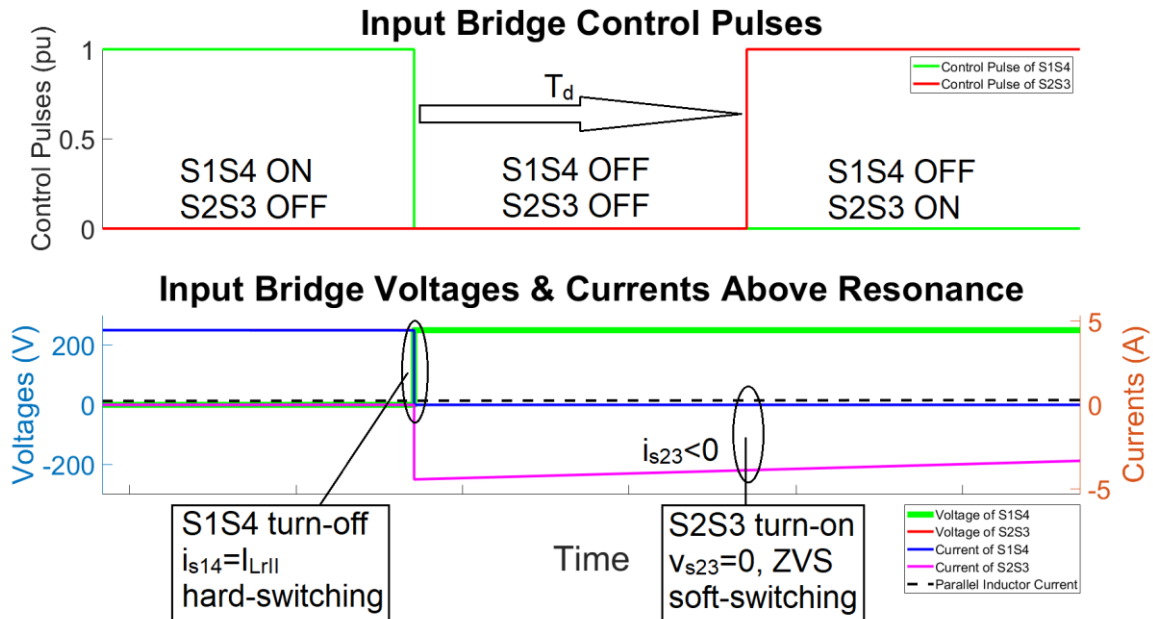 Input Bridge Control Pulses
Control Pulses (pu)
1
0.5
0
Control Pulse of S1S4
Control Pulse of S2S3
Td
S1S4 ON
S2S3 OFF
S1S4 OFF
S2S3 OFF
S1S4 OFF
S2S3 ON
Input Bridge Voltages & Currents Above Resonance
Voltages (V)
200
0
-200
5
0
-5
Currents (A)
is23<0
S1S4 turn-off
is14=ILrII
hard-switching
S2S3 turn-on
vs23=0, ZVS
soft-switching
Time
Voltage of S1S4
Voltage of S2S3
Current of S1S4
Current of S2S3
Parallel Inductor Current